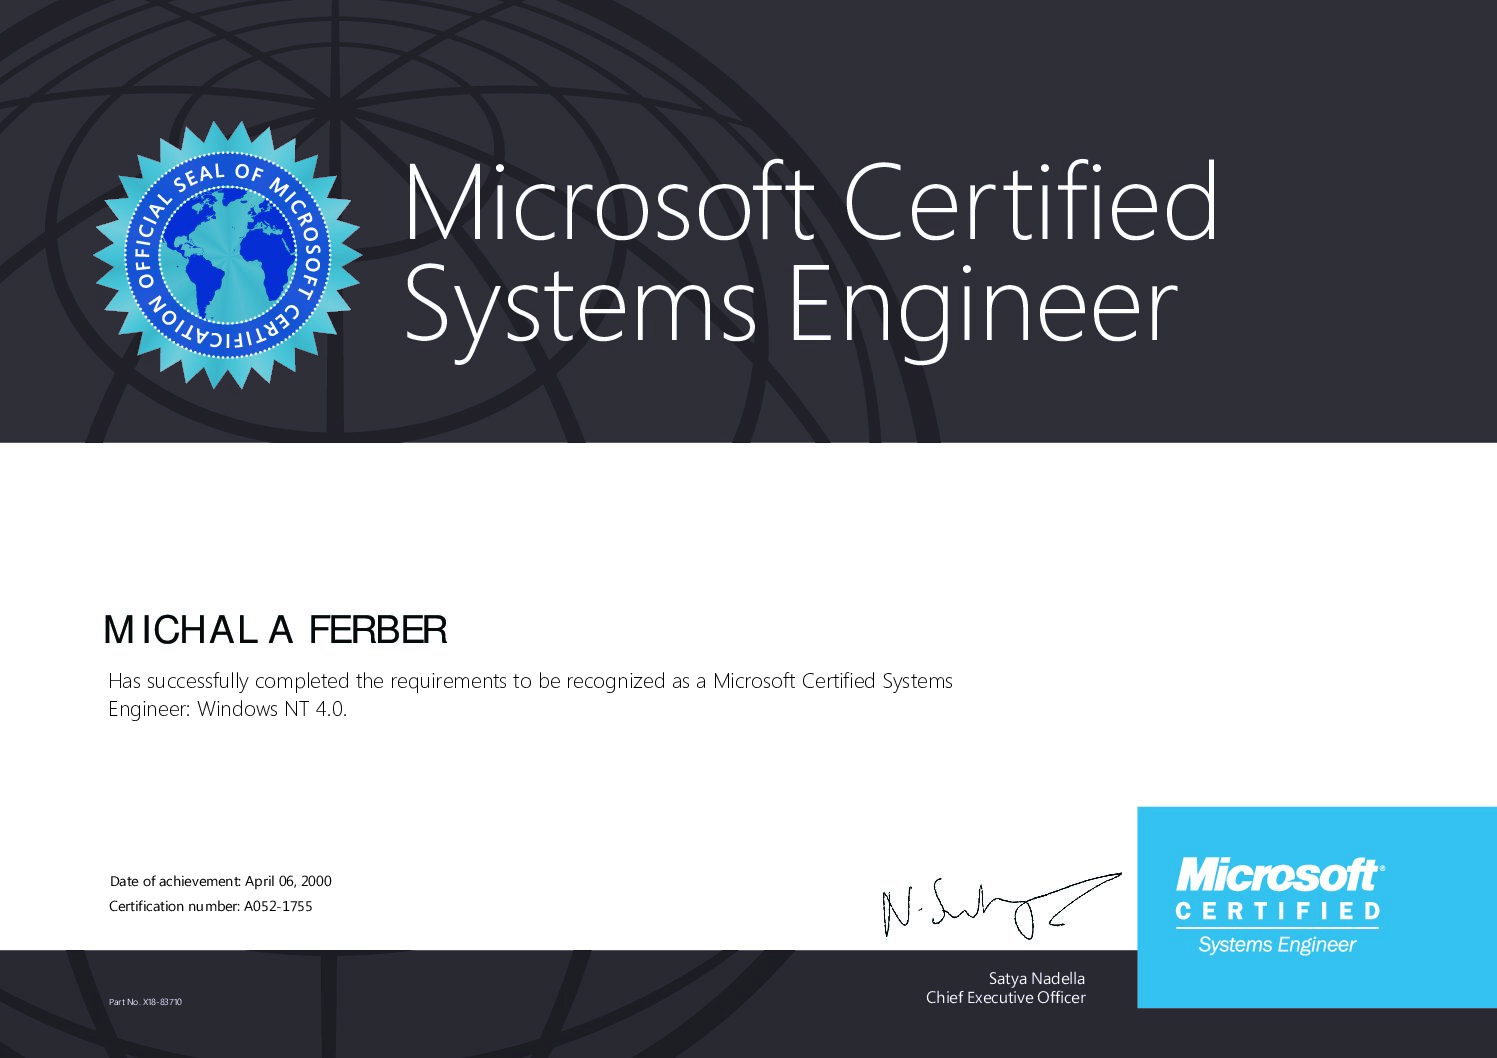 OFFICIAL SEAL OF MICROSOFT CERTIFICATION
Microsoft Certified
Systems Engineer
MICHAL A FERBER
Has successfully completed the requirements to be recognized as a Microsoft Certified Systems
Engineer: Windows NT 4.0.
Date of achievement: April 06, 2000
Certification number: A052-1755
N. Satya
Microsoft®
CERTIFIED
Systems Engineer
Satya Nadella
Chief Executive Officer
Part No. X18-83710